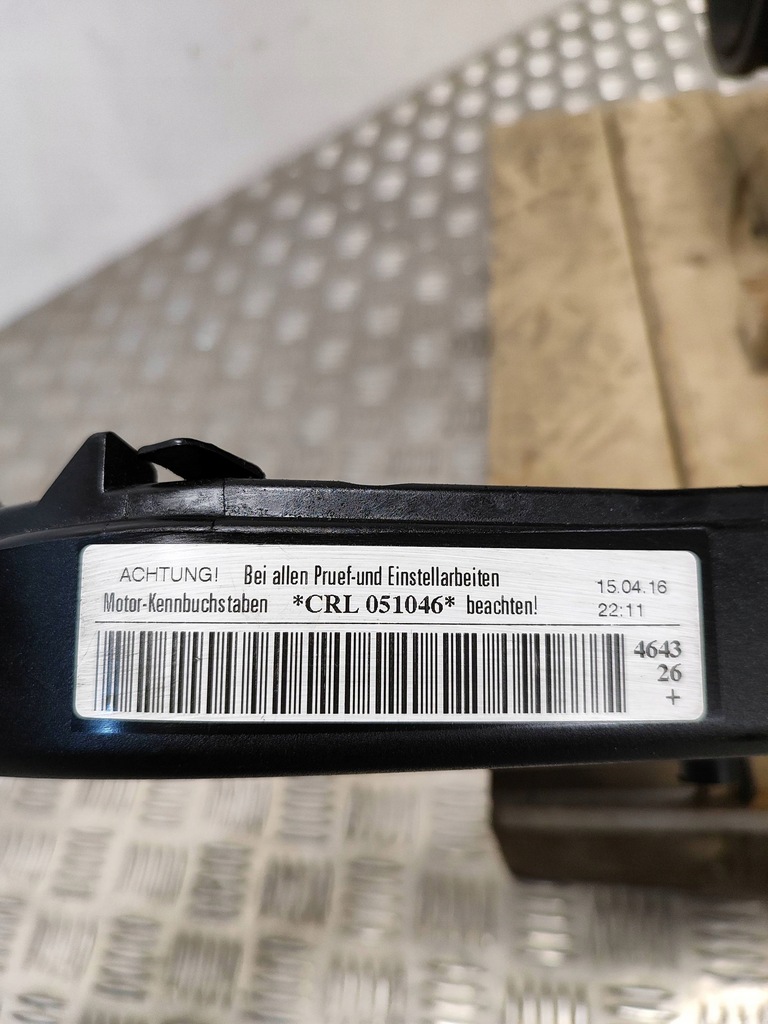 ACHTUNG! Bei allen Pruef-und Einstellarbeiten
Motor-Kennbuchstaben *CRL 051046* beachten!
15.04.16
22:11
4643
26
+